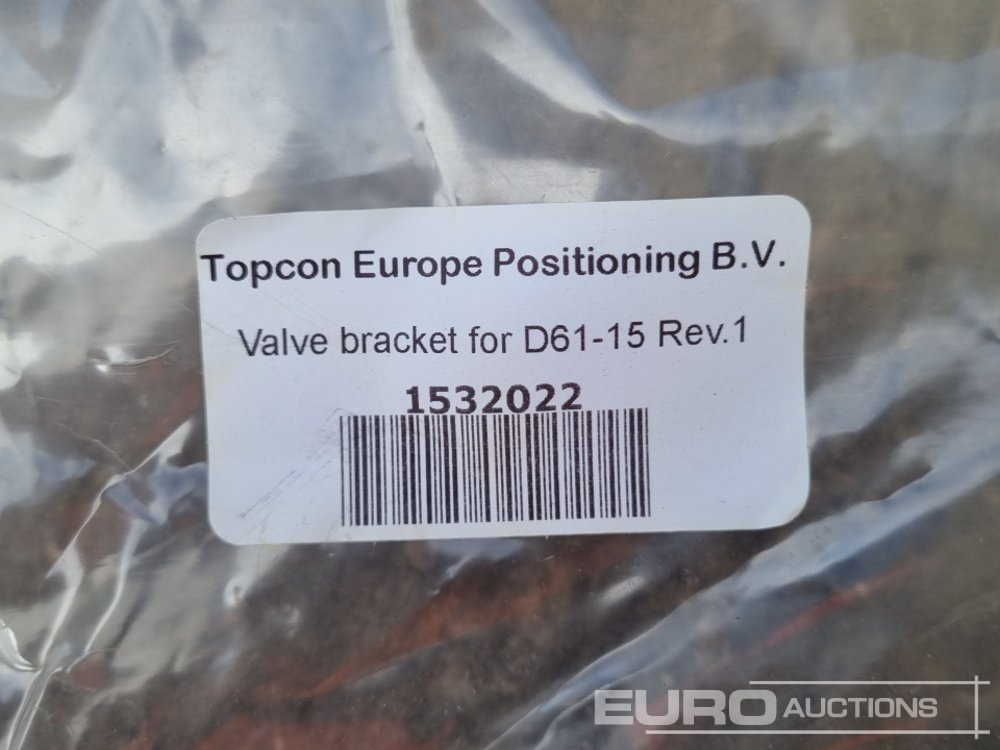 Topcon Europe Positioning B.V.
Valve bracket for D61-15 Rev.1
1532022
EURO AUCTIONS